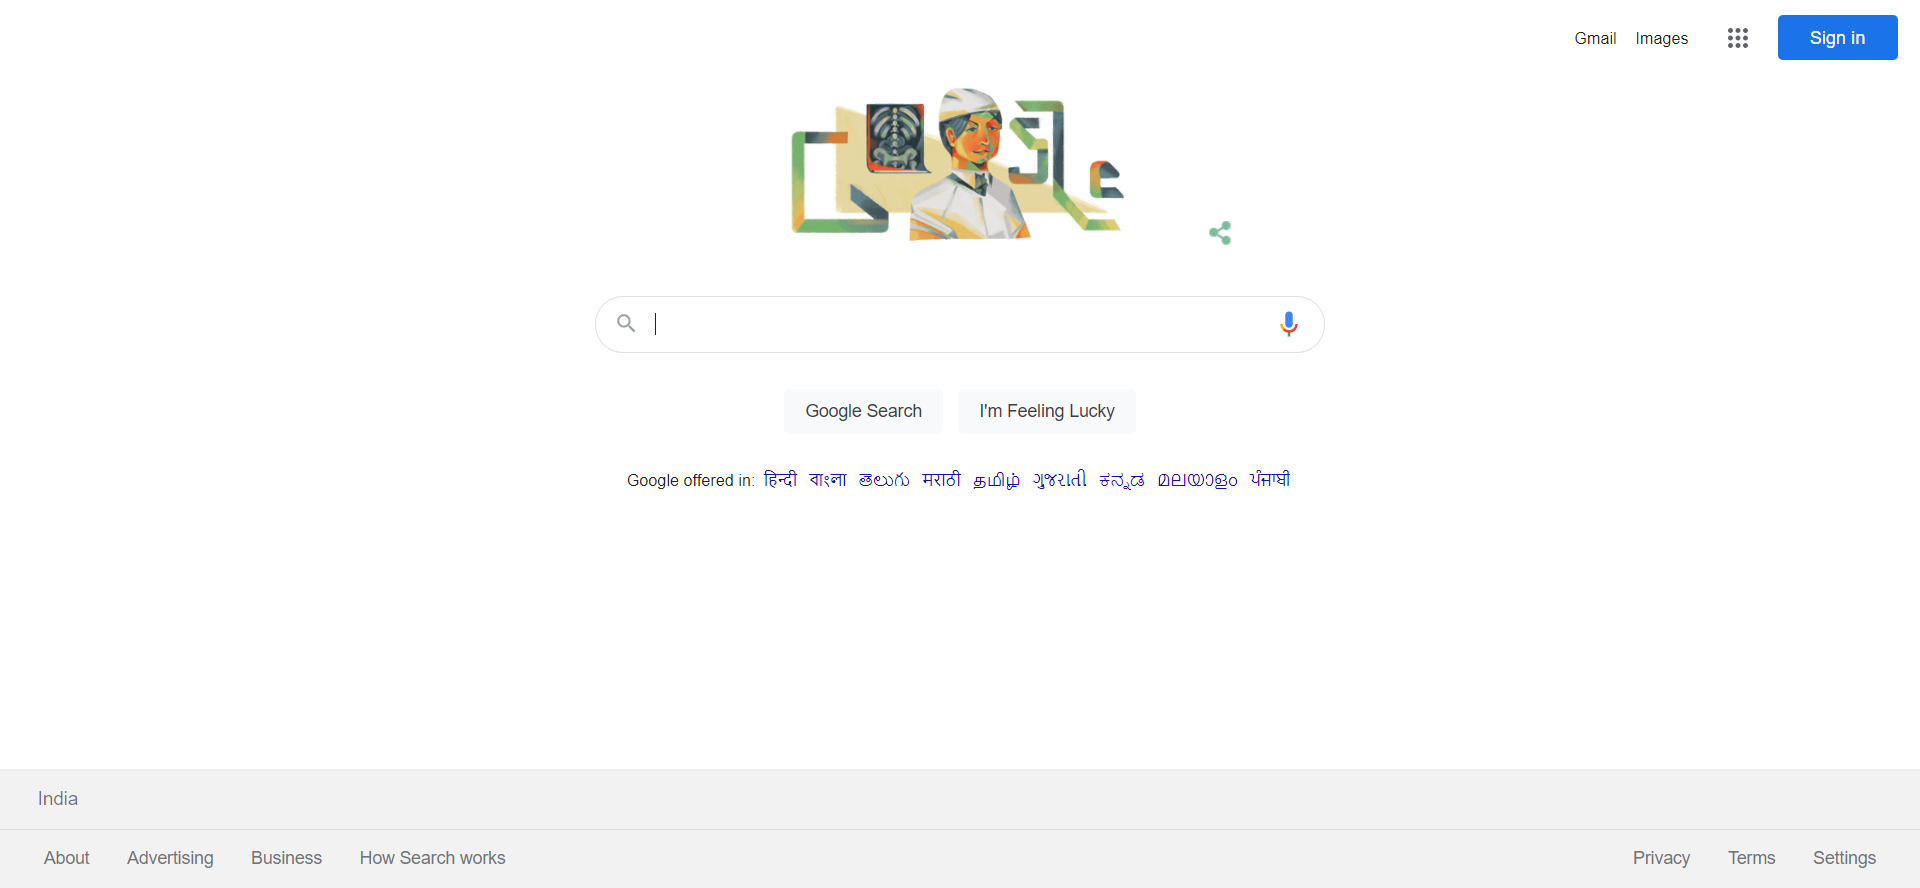 Gmail Images Sign in
Google Search I'm Feeling Lucky
Google offered in: हिन्दी বাংলা తెలుగు मराठी தமிழ் ગુજરાતી ಕನ್ನಡ മലയാളം ਪੰਜਾਬੀ
India
About Advertising Business How Search works Privacy Terms Settings